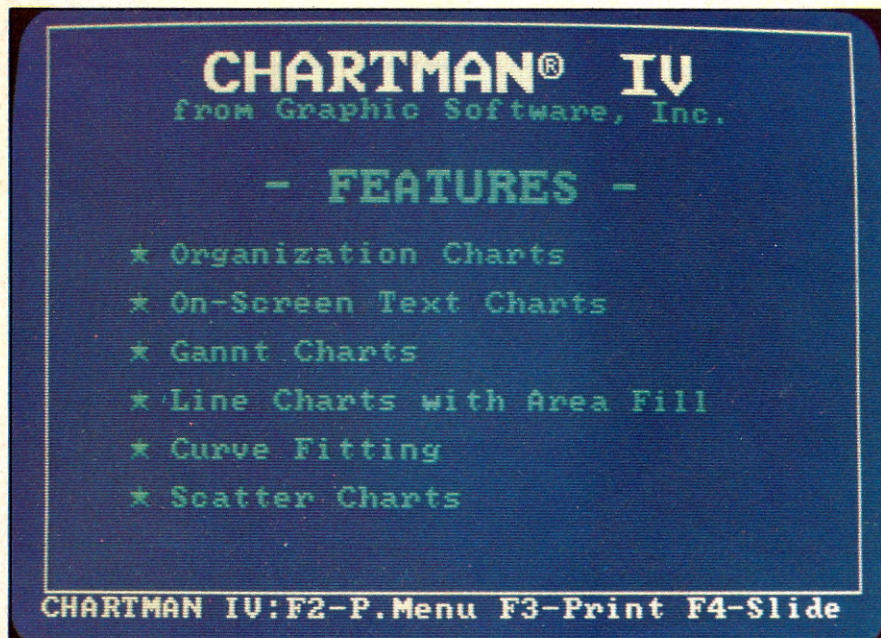 CHARTMAN® IV
from Graphic Software, Inc.
- FEATURES -
★ Organization Charts
★ On-Screen Text Charts
★ Gannt Charts
★ Line Charts with Area Fill
★ Curve Fitting
★ Scatter Charts
CHARTMAN IV:F2-P.Menu F3-Print F4-Slide